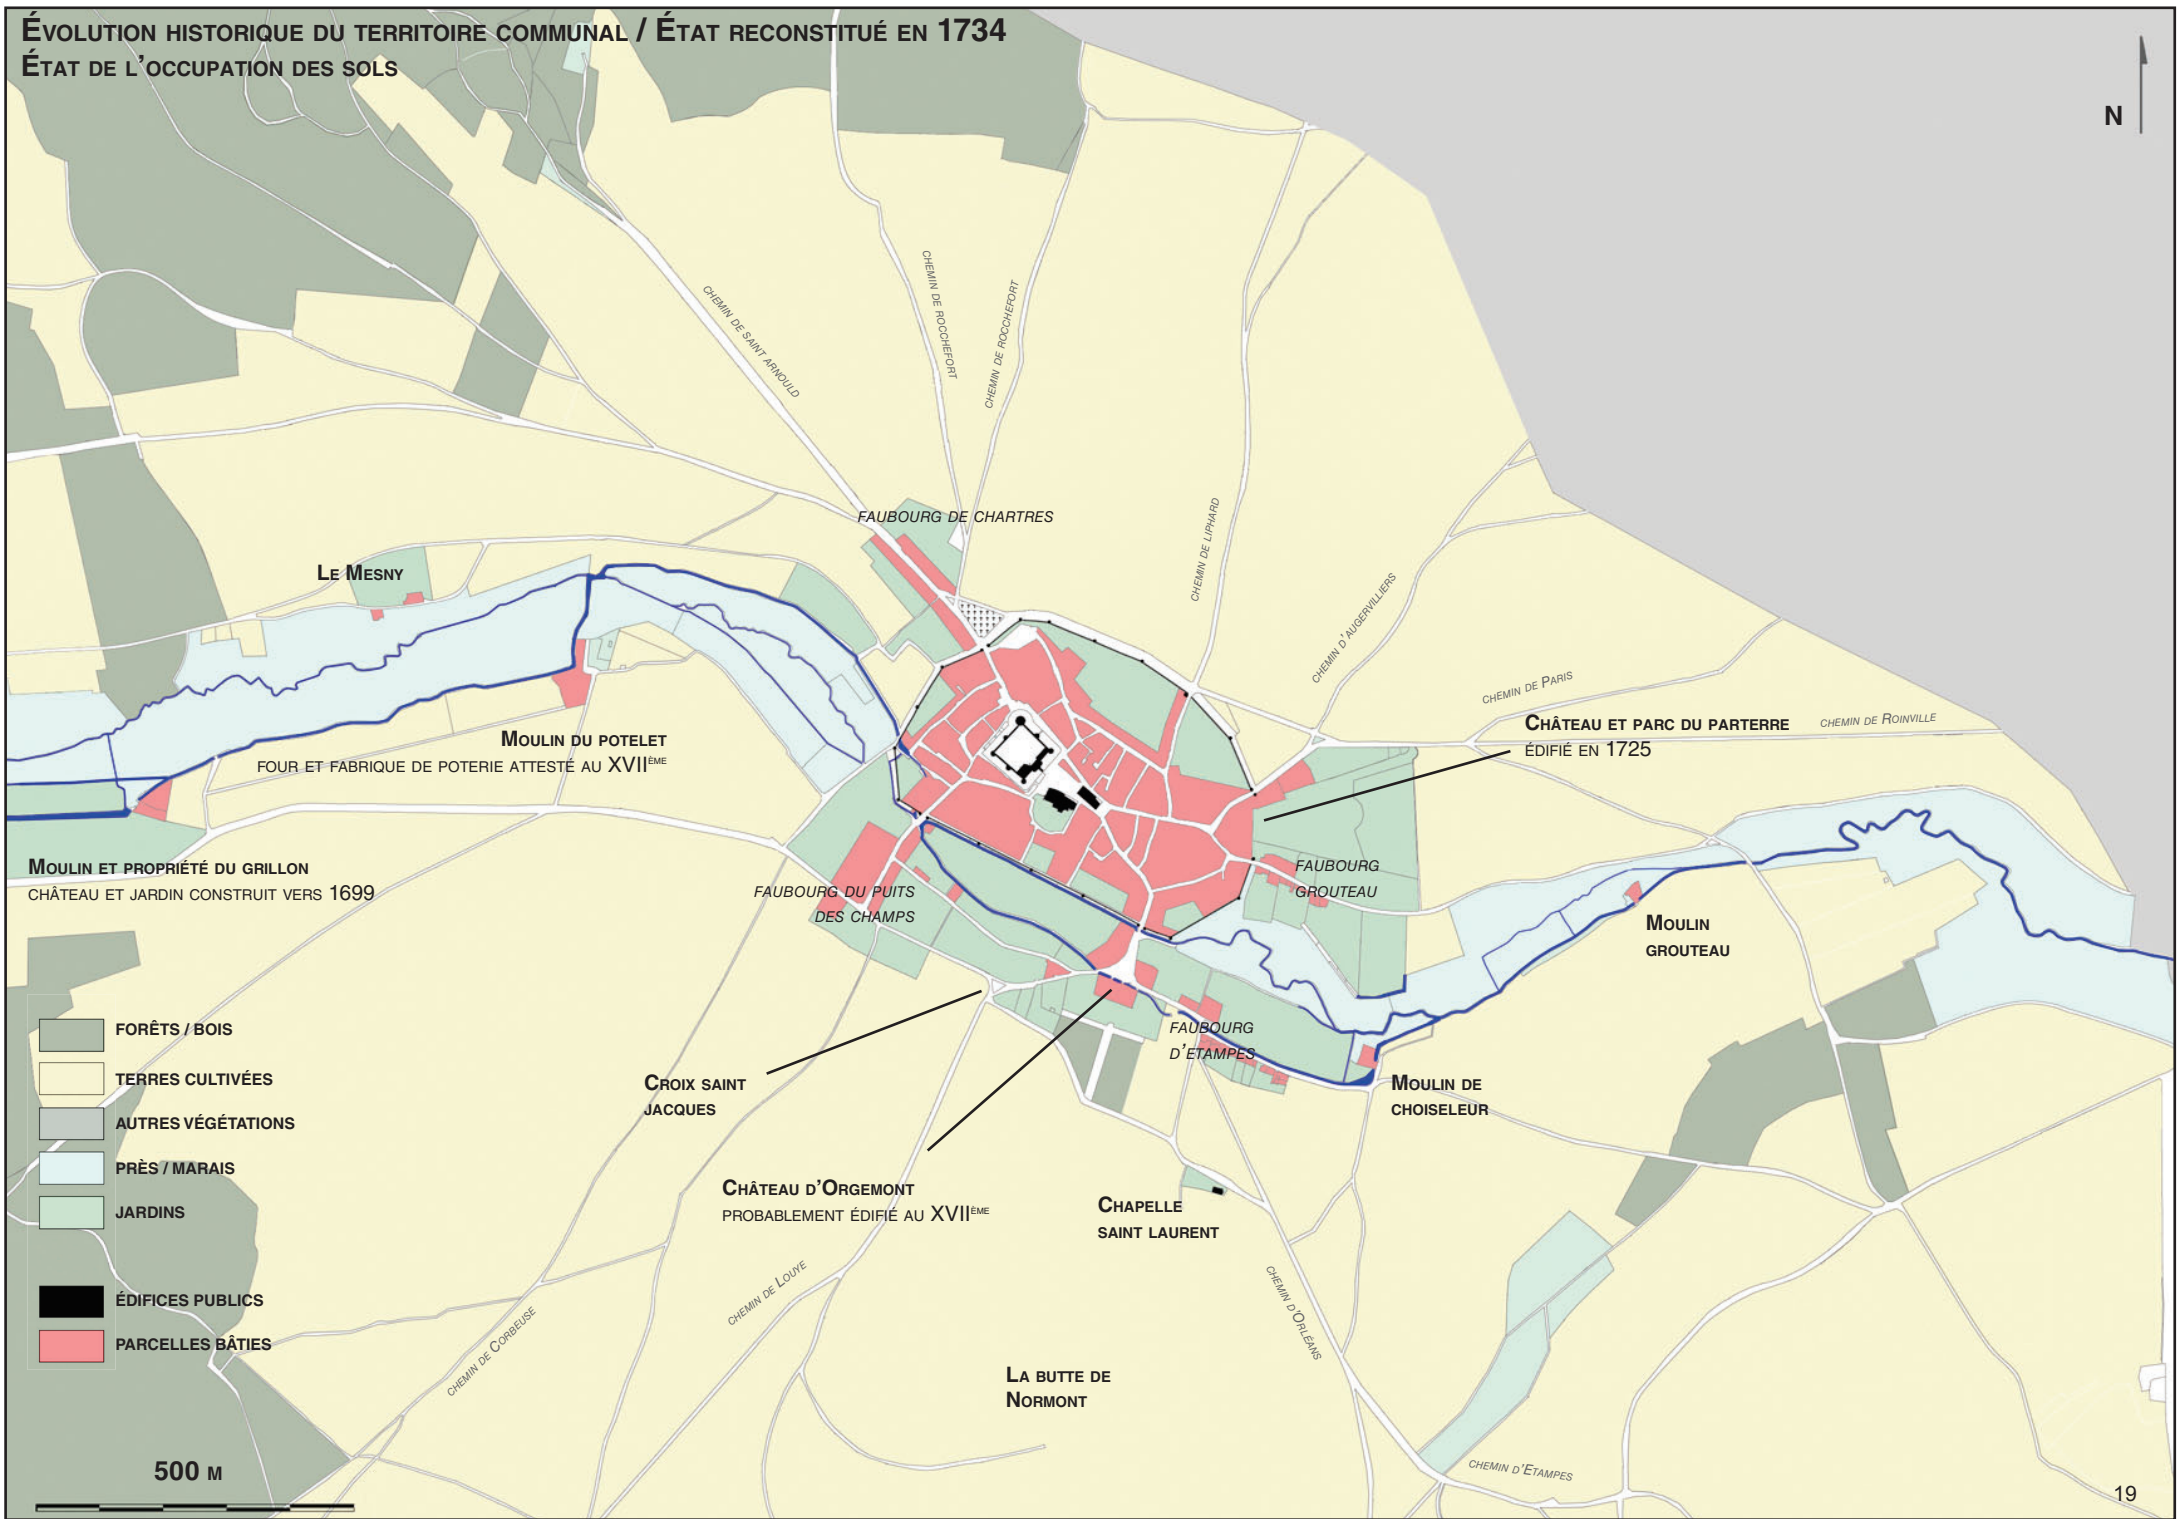 Évolution historique du territoire communal / État reconstitué en 1734
État de l'occupation des sols
N
chemin de Saint Arnould
chemin de Rocchefort
chemin de Rocchefort
chemin de Liphard
chemin d'Augervilliers
chemin de Paris
chemin de Roinville
Faubourg de Chartres
Le Mesny
Moulin du Potelet
four et fabrique de poterie attesté au XVIIème
Château et parc du Parterre
édifié en 1725
Moulin et propriété du Grillon
château et jardin construit vers 1699
Faubourg du Puits
des Champs
Faubourg
Grouteau
Moulin
Grouteau
Faubourg
d'Etampes
Croix Saint
Jacques
Moulin de
Choiseleur
Château d'Orgemont
probablement édifié au XVIIème
Chapelle
Saint Laurent
chemin de Louye
chemin de Corbeuse
chemin d'Orléans
La butte de
Normont
chemin d'Etampes
forêts / bois
terres cultivées
autres végétations
près / marais
jardins
édifices publics
parcelles bâties
500 m
19